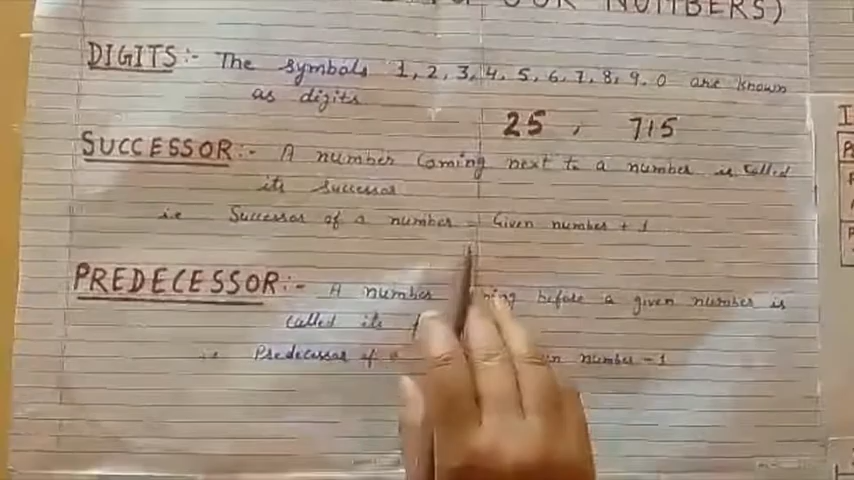 OUR NUMBERS)
DIGITS:- The symbols 1, 2, 3, 4, 5, 6, 7, 8, 9, 0 are known
as digits
25 , 715
SUCCESSOR:- A number Coming next to a number is called
its successor
i.e Successor of a number = Given number + 1
PREDECESSOR:- A number before a given number is
called its
i.e Predecessor of a number - 1